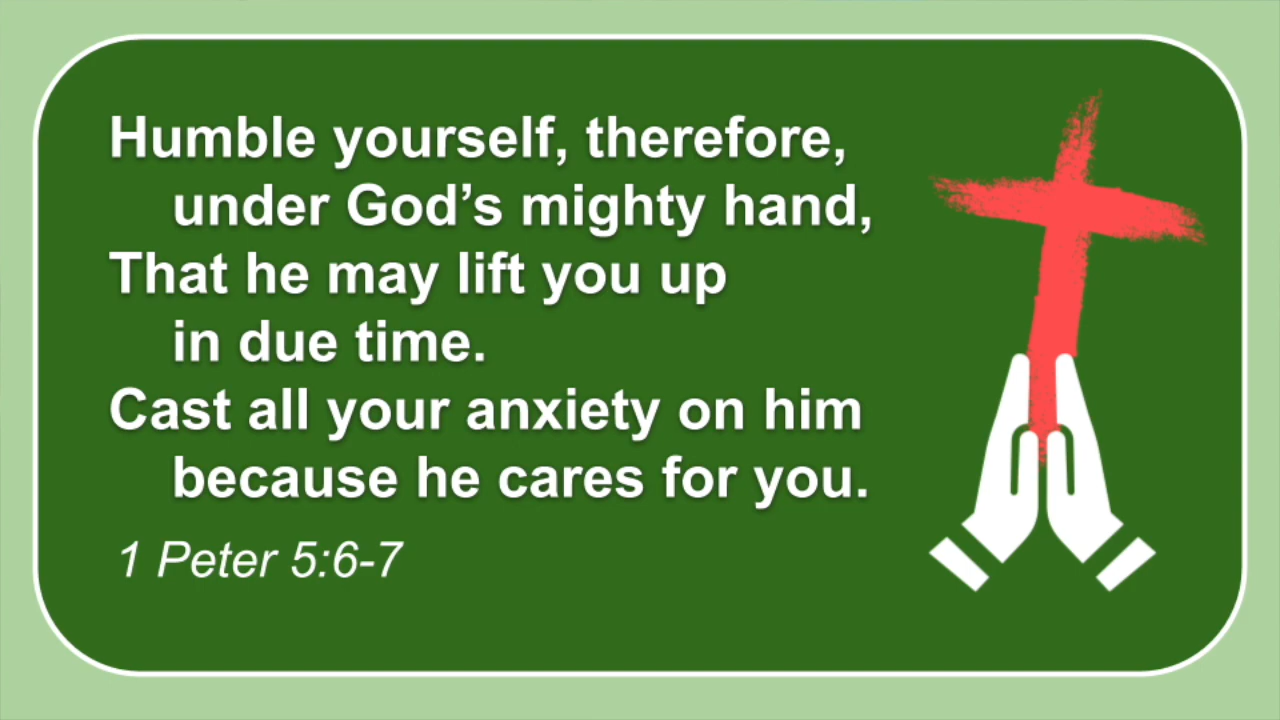 Humble yourself, therefore,
under God’s mighty hand,
That he may lift you up
in due time.
Cast all your anxiety on him
because he cares for you.
1 Peter 5:6-7